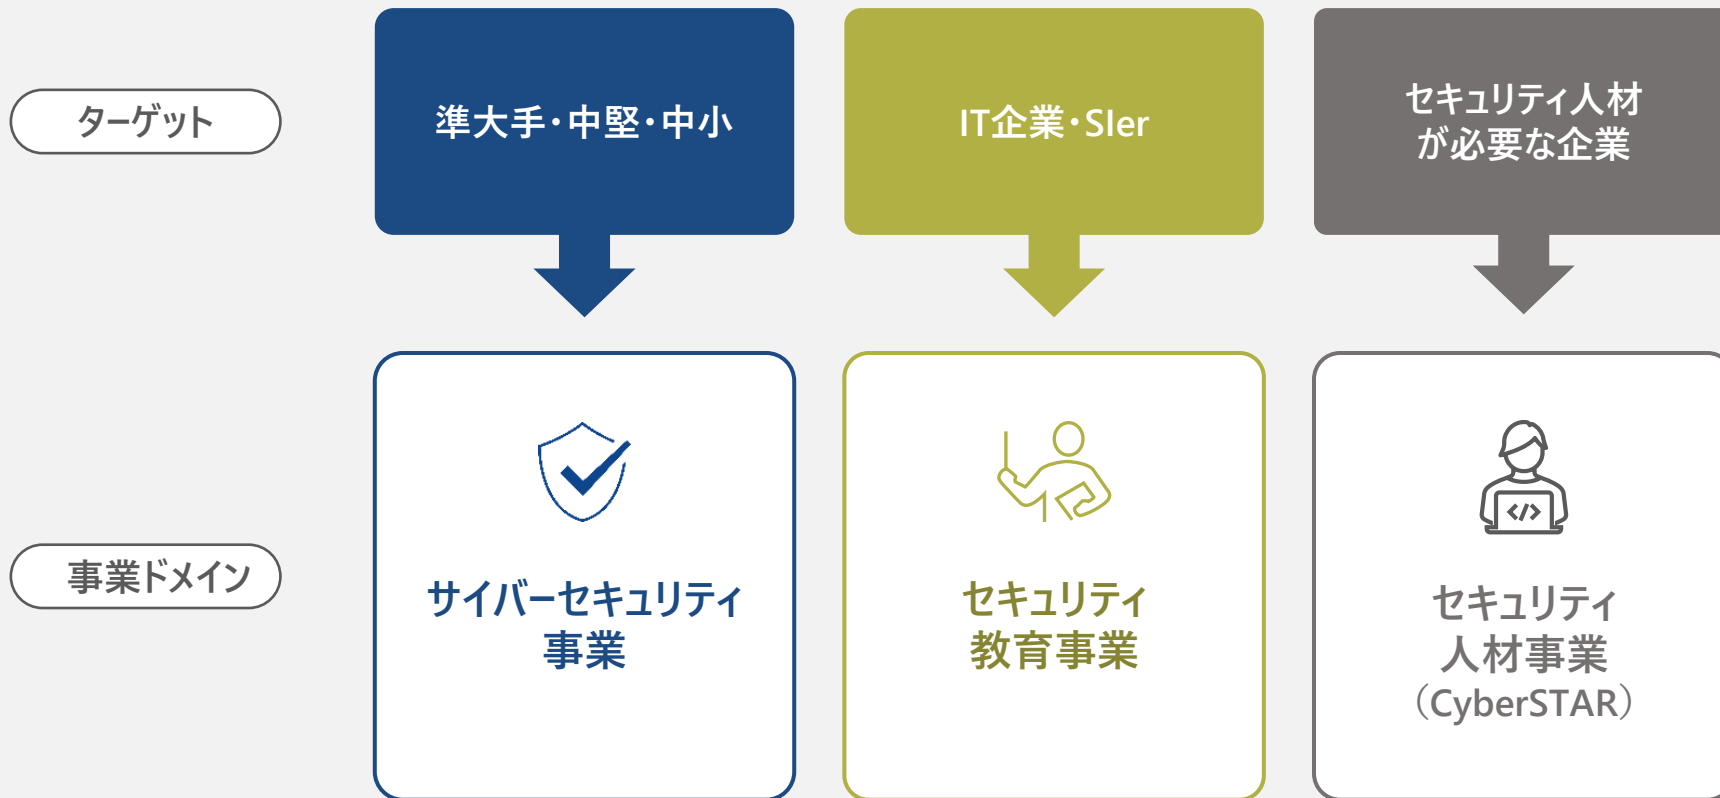 ターゲット
準大手・中堅・中小
IT企業・SIer
セキュリティ人材
が必要な企業
事業ドメイン
サイバーセキュリティ
事業
セキュリティ
教育事業
セキュリティ
人材事業
（CyberSTAR）